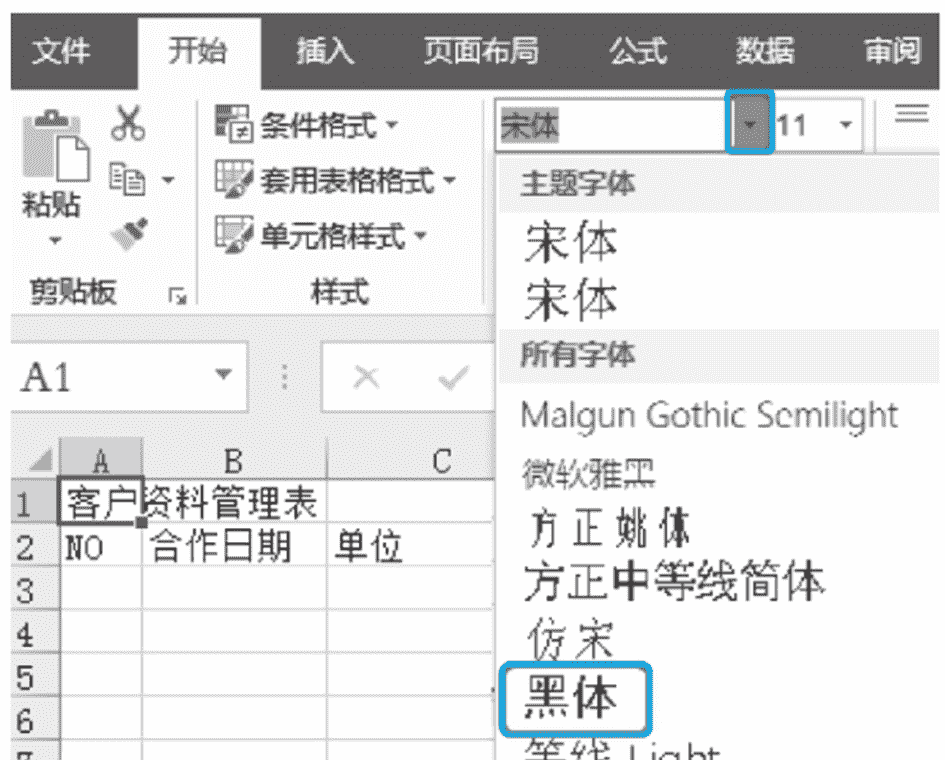 文件 开始 插入 页面布局 公式 数据 审阅
条件格式 宋体 11
套用表格格式 主题字体
粘贴 单元格样式 宋体
剪贴板 样式 宋体
所有字体
A1
Malgun Gothic Semilight
A B C 微软雅黑
1 客户资料管理表 方正姚体
2 NO 合作日期 单位 方正中等线简体
3
4 仿宋
5 黑体
6
7 等线 Light